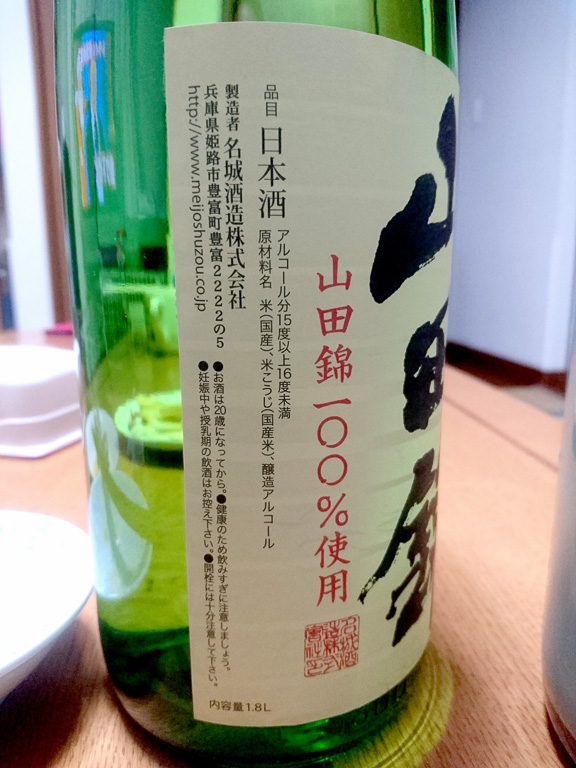 山田錦
山田錦一〇〇%使用
品目 日本酒
アルコール分15度以上16度未満
原材料名 米(国産)、米こうじ(国産米)、醸造アルコール
製造者 名城酒造株式会社
兵庫県姫路市豊富町豊富2222の5
http://www.meijoshuzou.co.jp
●お酒は20歳になってから。●健康のため飲みすぎに注意しましょう。
●妊娠中や授乳期の飲酒はお控え下さい。●開栓には十分注意して下さい。
内容量1.8L